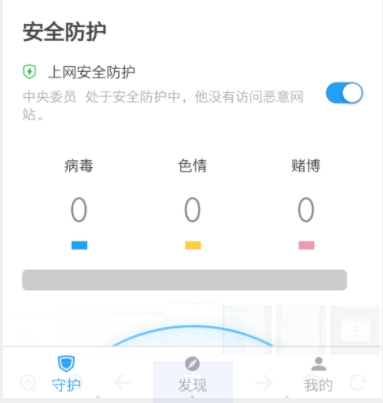 安全防护
上网安全防护
中央委员 处于安全防护中，他没有访问恶意网
站。
病毒 色情 赌博
0 0 0
守护 发现 我的